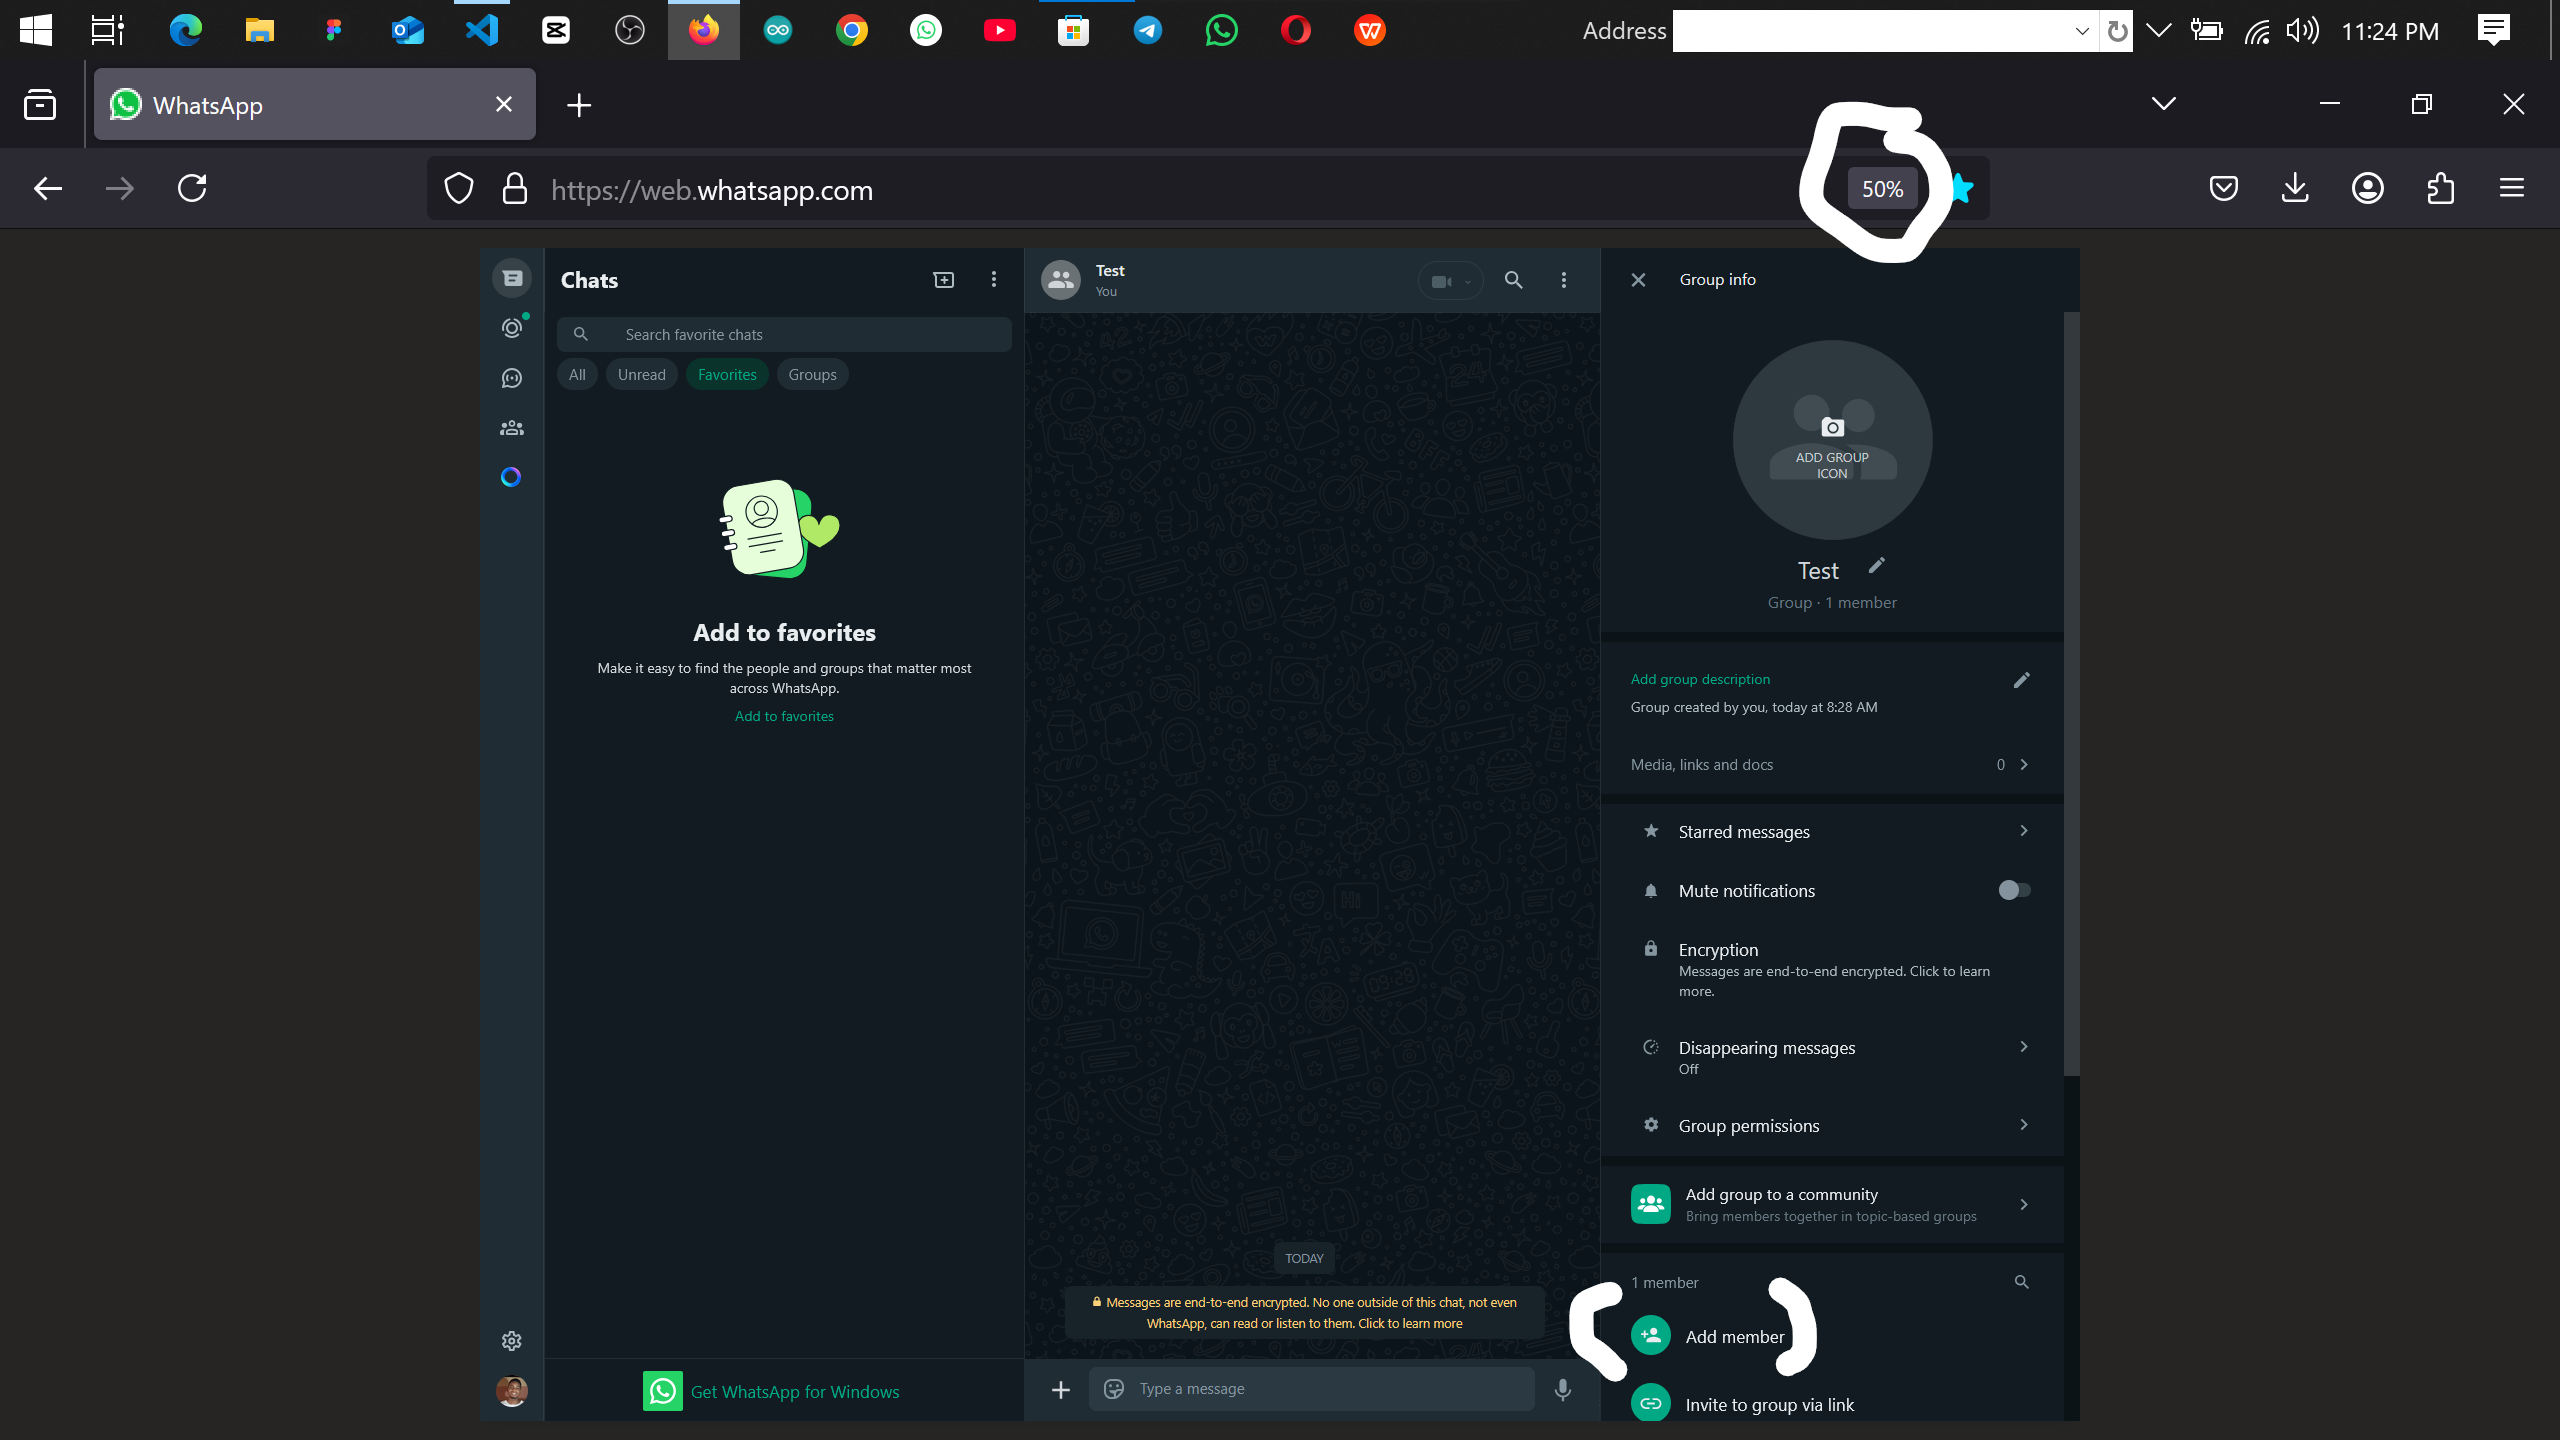 Address
11:24 PM
WhatsApp
https://web.whatsapp.com
50%
Chats
Search favorite chats
All
Unread
Favorites
Groups
Add to favorites
Make it easy to find the people and groups that matter most
across WhatsApp.
Add to favorites
Get WhatsApp for Windows
Test
You
TODAY
Messages are end-to-end encrypted. No one outside of this chat, not even
WhatsApp, can read or listen to them. Click to learn more
Type a message
Group info
ADD GROUP
ICON
Test
Group · 1 member
Add group description
Group created by you, today at 8:28 AM
Media, links and docs
0
Starred messages
Mute notifications
Encryption
Messages are end-to-end encrypted. Click to learn
more.
Disappearing messages
Off
Group permissions
Add group to a community
Bring members together in topic-based groups
1 member
Add member
Invite to group via link